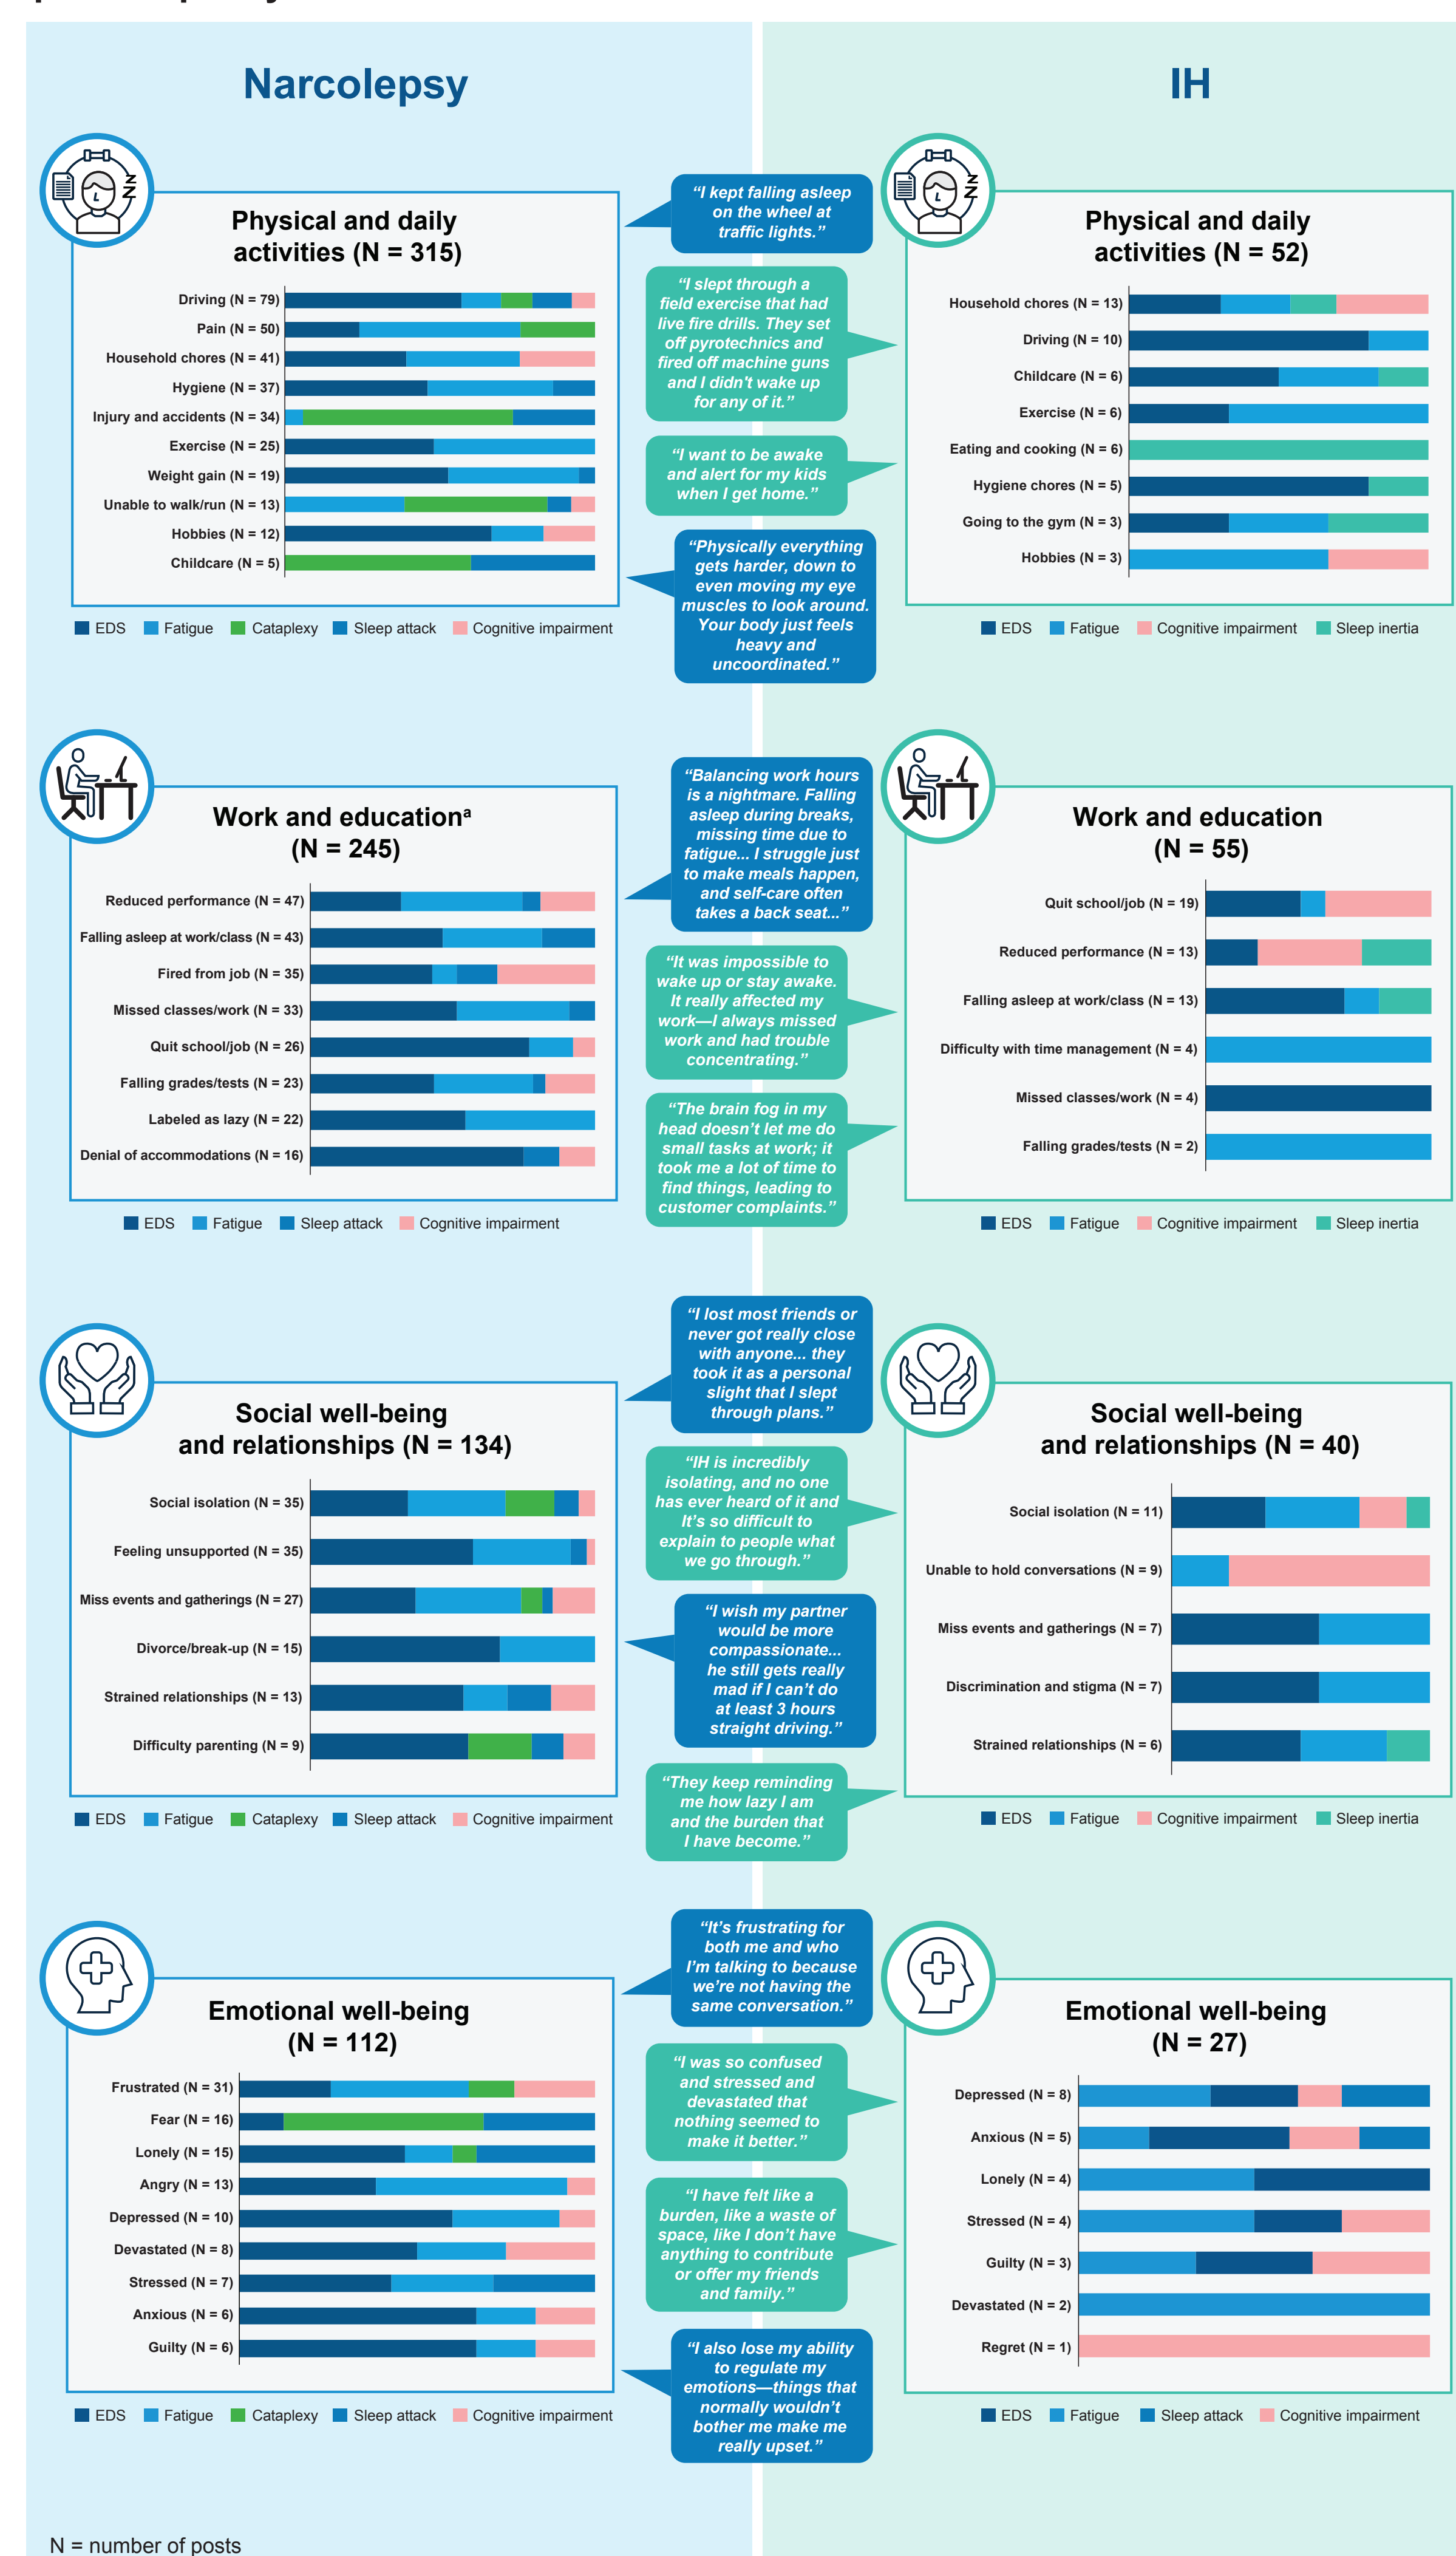 Narcolepsy
Physical and daily
activities (N = 315)
Driving (N = 79)
Pain (N = 50)
Household chores (N = 41)
Hygiene (N = 37)
Injury and accidents (N = 34)
Exercise (N = 25)
Weight gain (N = 19)
Unable to walk/run (N = 13)
Hobbies (N = 12)
Childcare (N = 5)
EDS Fatigue Cataplexy Sleep attack Cognitive impairment
“I kept falling asleep
on the wheel at
traffic lights.”
“I slept through a
field exercise that had
live fire drills. They set
off pyrotechnics and
fired off machine guns
and I didn't wake up
for any of it.”
“I want to be awake
and alert for my kids
when I get home.”
“Physically everything
gets harder, down to
even moving my eye
muscles to look around.
Your body just feels
heavy and
uncoordinated.”
IH
Physical and daily
activities (N = 52)
Household chores (N = 13)
Driving (N = 10)
Childcare (N = 6)
Exercise (N = 6)
Eating and cooking (N = 6)
Hygiene chores (N = 5)
Going to the gym (N = 3)
Hobbies (N = 3)
EDS Fatigue Cognitive impairment Sleep inertia
Work and educationª
(N = 245)
Reduced performance (N = 47)
Falling asleep at work/class (N = 43)
Fired from job (N = 35)
Missed classes/work (N = 33)
Quit school/job (N = 26)
Falling grades/tests (N = 23)
Labeled as lazy (N = 22)
Denial of accommodations (N = 16)
EDS Fatigue Sleep attack Cognitive impairment
“Balancing work hours
is a nightmare. Falling
asleep during breaks,
missing time due to
fatigue... I struggle just
to make meals happen,
and self-care often
takes a back seat...”
“It was impossible to
wake up or stay awake.
It really affected my
work—I always missed
work and had trouble
concentrating.”
“The brain fog in my
head doesn’t let me do
small tasks at work; it
took me a lot of time to
find things, leading to
customer complaints.”
Work and education
(N = 55)
Quit school/job (N = 19)
Reduced performance (N = 13)
Falling asleep at work/class (N = 13)
Difficulty with time management (N = 4)
Missed classes/work (N = 4)
Falling grades/tests (N = 2)
EDS Fatigue Cognitive impairment Sleep inertia
Social well-being
and relationships (N = 134)
Social isolation (N = 35)
Feeling unsupported (N = 35)
Miss events and gatherings (N = 27)
Divorce/break-up (N = 15)
Strained relationships (N = 13)
Difficulty parenting (N = 9)
EDS Fatigue Cataplexy Sleep attack Cognitive impairment
“I lost most friends or
never got really close
with anyone... they
took it as a personal
slight that I slept
through plans.”
“IH is incredibly
isolating, and no one
has ever heard of it and
It’s so difficult to
explain to people what
we go through.”
“I wish my partner
would be more
compassionate...
he still gets really
mad if I can’t do
at least 3 hours
straight driving.”
“They keep reminding
me how lazy I am
and the burden that
I have become.”
Social well-being
and relationships (N = 40)
Social isolation (N = 11)
Unable to hold conversations (N = 9)
Miss events and gatherings (N = 7)
Discrimination and stigma (N = 7)
Strained relationships (N = 6)
EDS Fatigue Cognitive impairment Sleep inertia
Emotional well-being
(N = 112)
Frustrated (N = 31)
Fear (N = 16)
Lonely (N = 15)
Angry (N = 13)
Depressed (N = 10)
Devastated (N = 8)
Stressed (N = 7)
Anxious (N = 6)
Guilty (N = 6)
EDS Fatigue Cataplexy Sleep attack Cognitive impairment
“It’s frustrating for
both me and who
I’m talking to because
we’re not having the
same conversation.”
“I was so confused
and stressed and
devastated that
nothing seemed to
make it better.”
“I have felt like a
burden, like a waste of
space, like I don’t have
anything to contribute
or offer my friends
and family.”
“I also lose my ability
to regulate my
emotions—things that
normally wouldn’t
bother me make me
really upset.”
Emotional well-being
(N = 27)
Depressed (N = 8)
Anxious (N = 5)
Lonely (N = 4)
Stressed (N = 4)
Guilty (N = 3)
Devastated (N = 2)
Regret (N = 1)
EDS Fatigue Sleep attack Cognitive impairment
N = number of posts